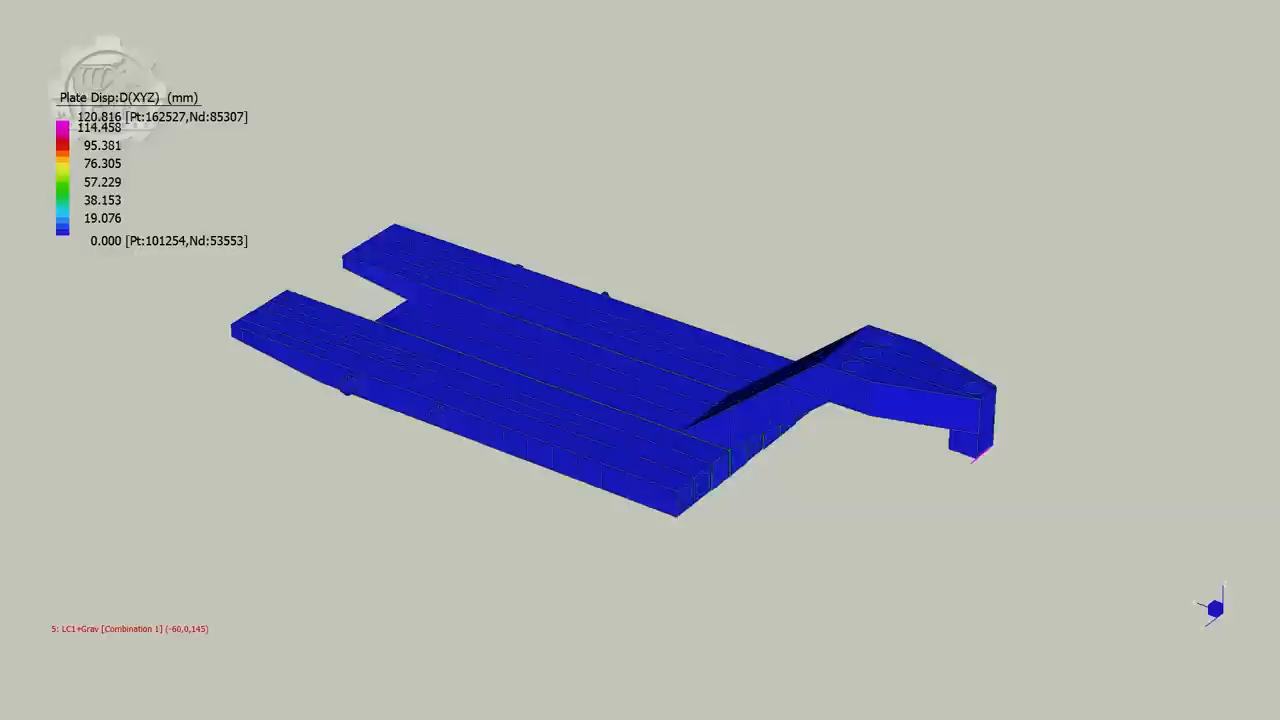 Plate Disp:D(XYZ) (mm)
120.816 [Pt:162527,Nd:85307]
114.458
95.381
76.305
57.229
38.153
19.076
0.000 [Pt:101254,Nd:53553]
5: LC1+Grav [Combination 1] (-60,0,145)